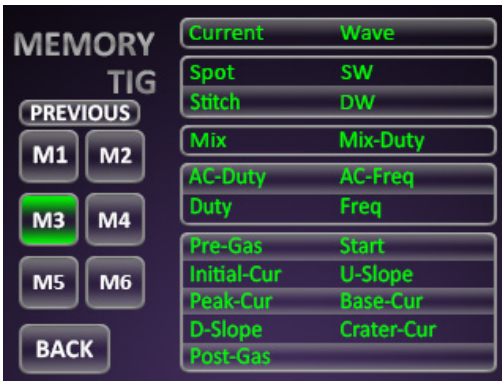 MEMORY
TIG
PREVIOUS
M1 M2
M3 M4
M5 M6
BACK
Current Wave
Spot SW
Stitch DW
Mix Mix-Duty
AC-Duty AC-Freq
Duty Freq
Pre-Gas Start
Initial-Cur U-Slope
Peak-Cur Base-Cur
D-Slope Crater-Cur
Post-Gas